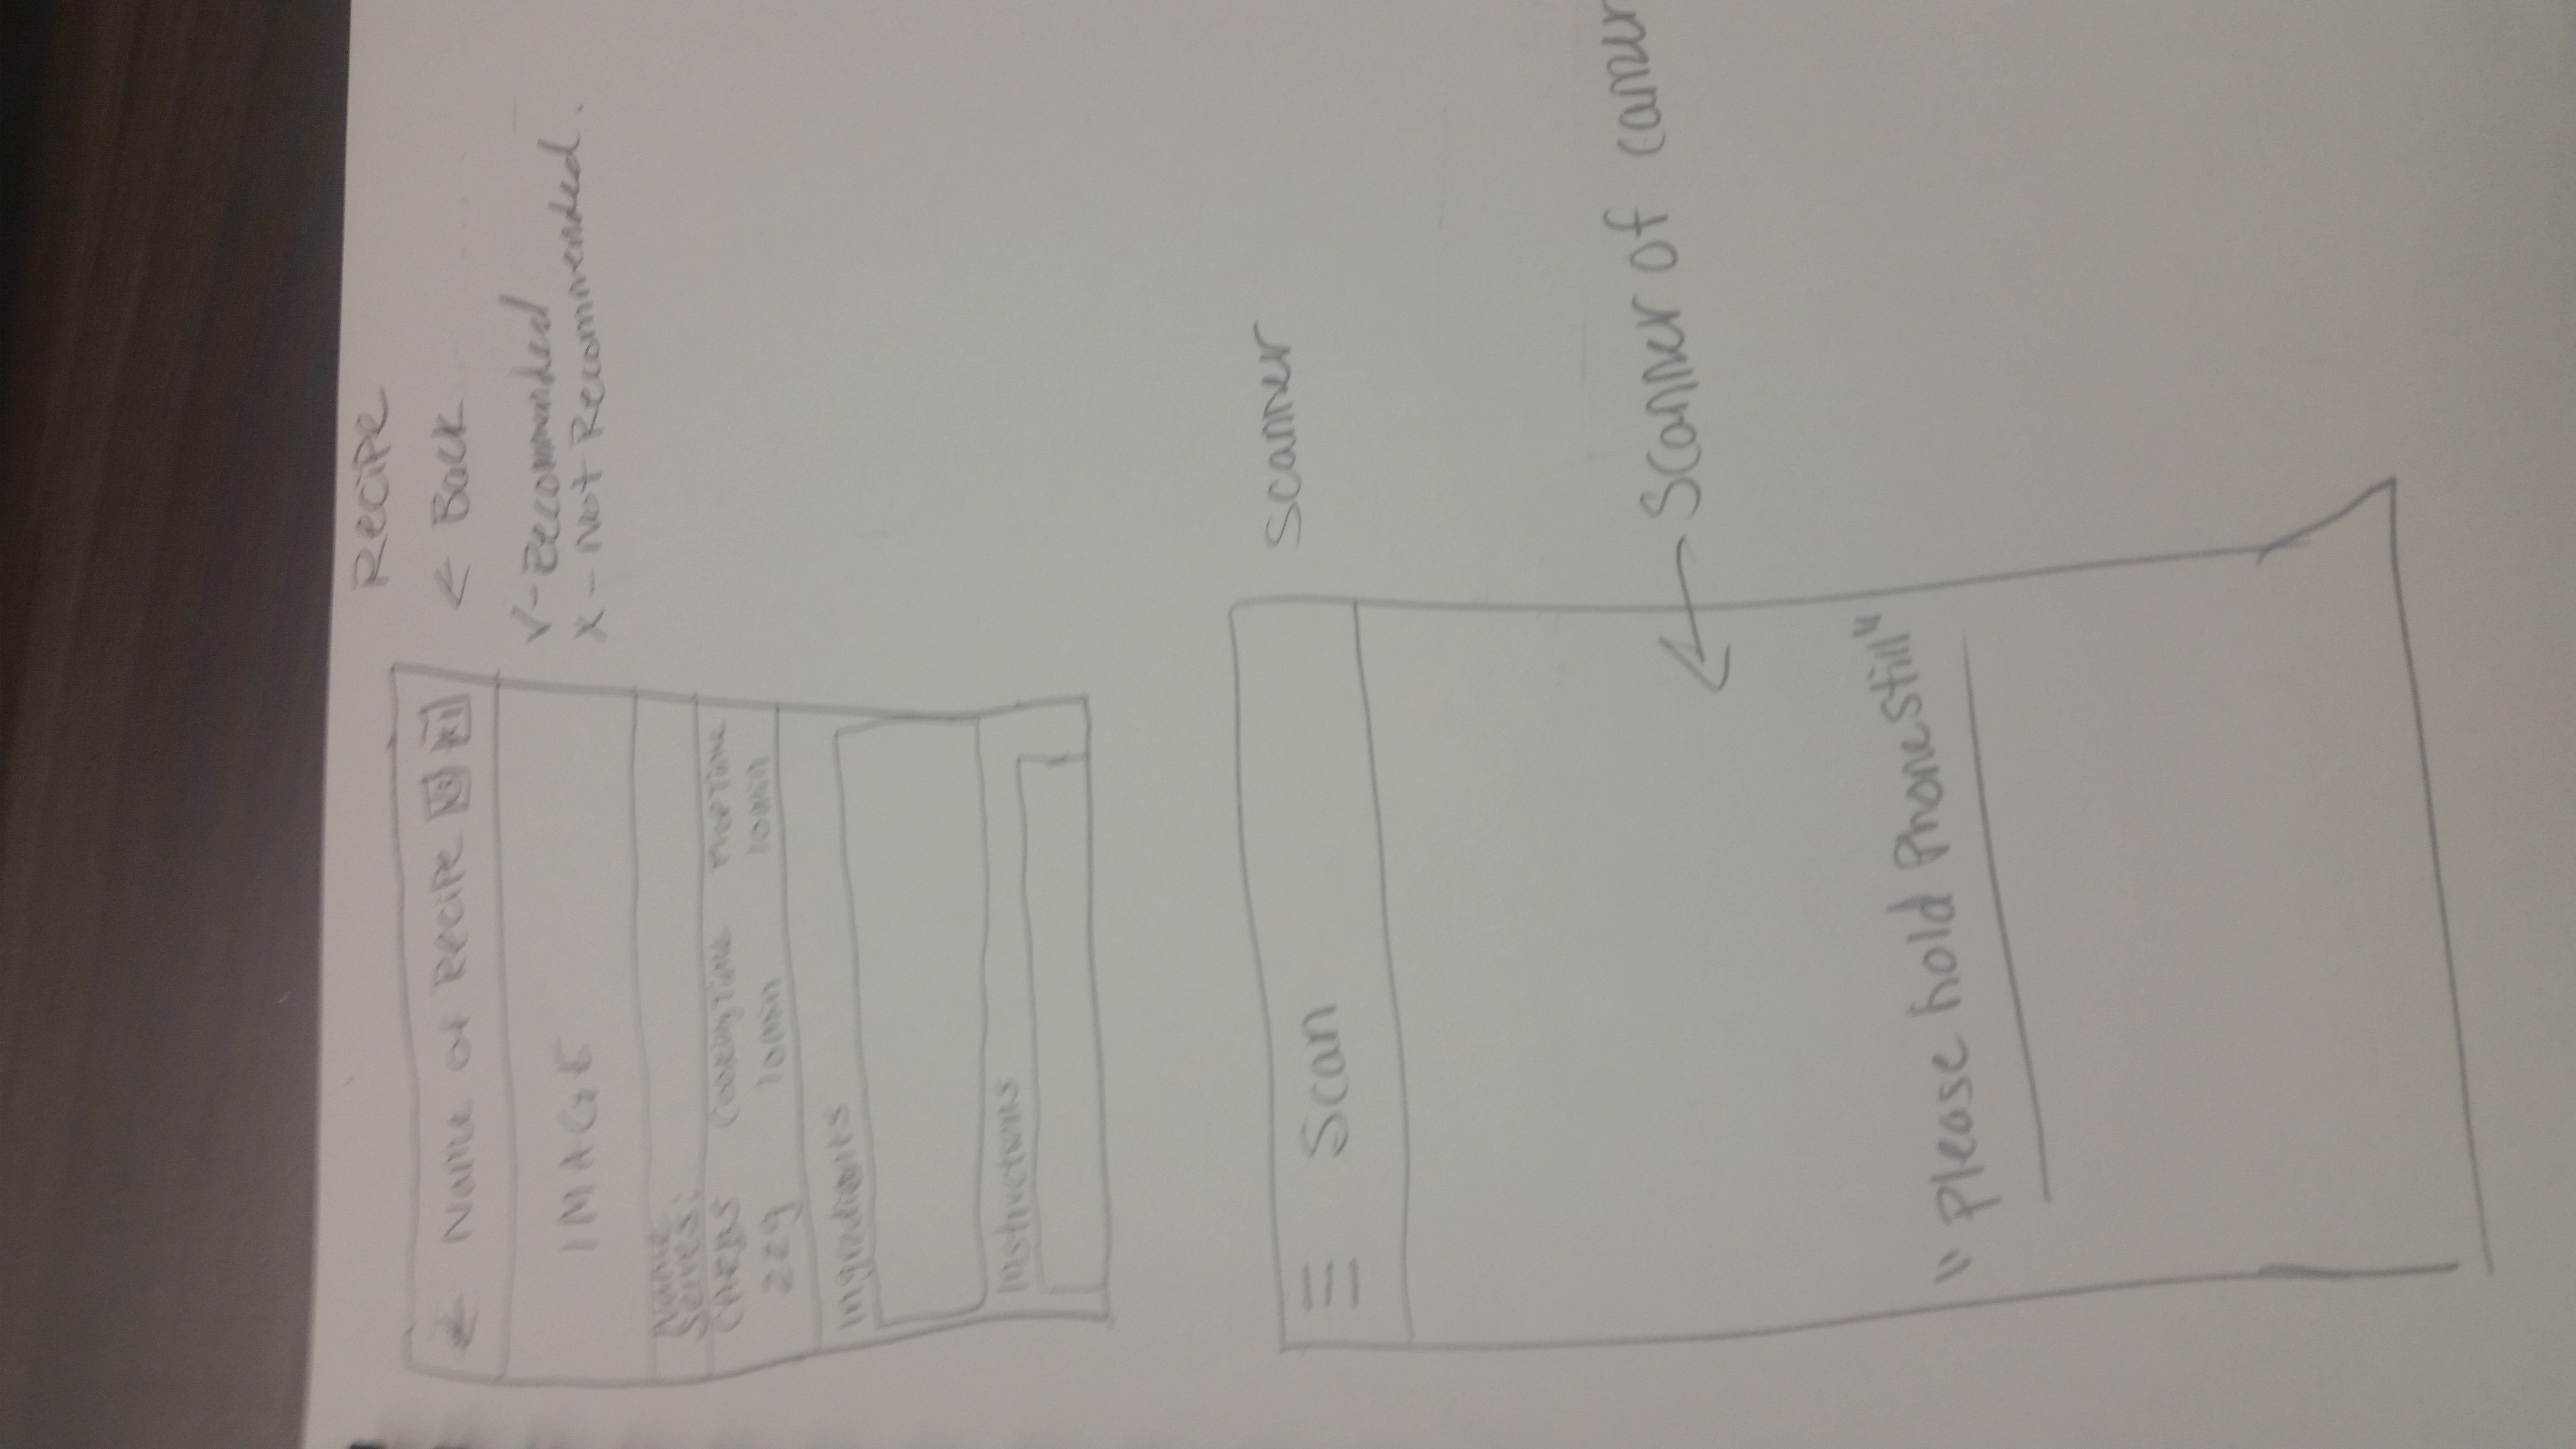 Recipe
← Name of Recipe
← Back
✓- Recommended
X - Not Recommended.
IMAGE
Name
Serves:
CARBS Cooking Time Prep Time
22g 10min 10min
Ingredients
Instructions
Scanner
Scan
← Scanner of camer
"Please hold Phone Still"